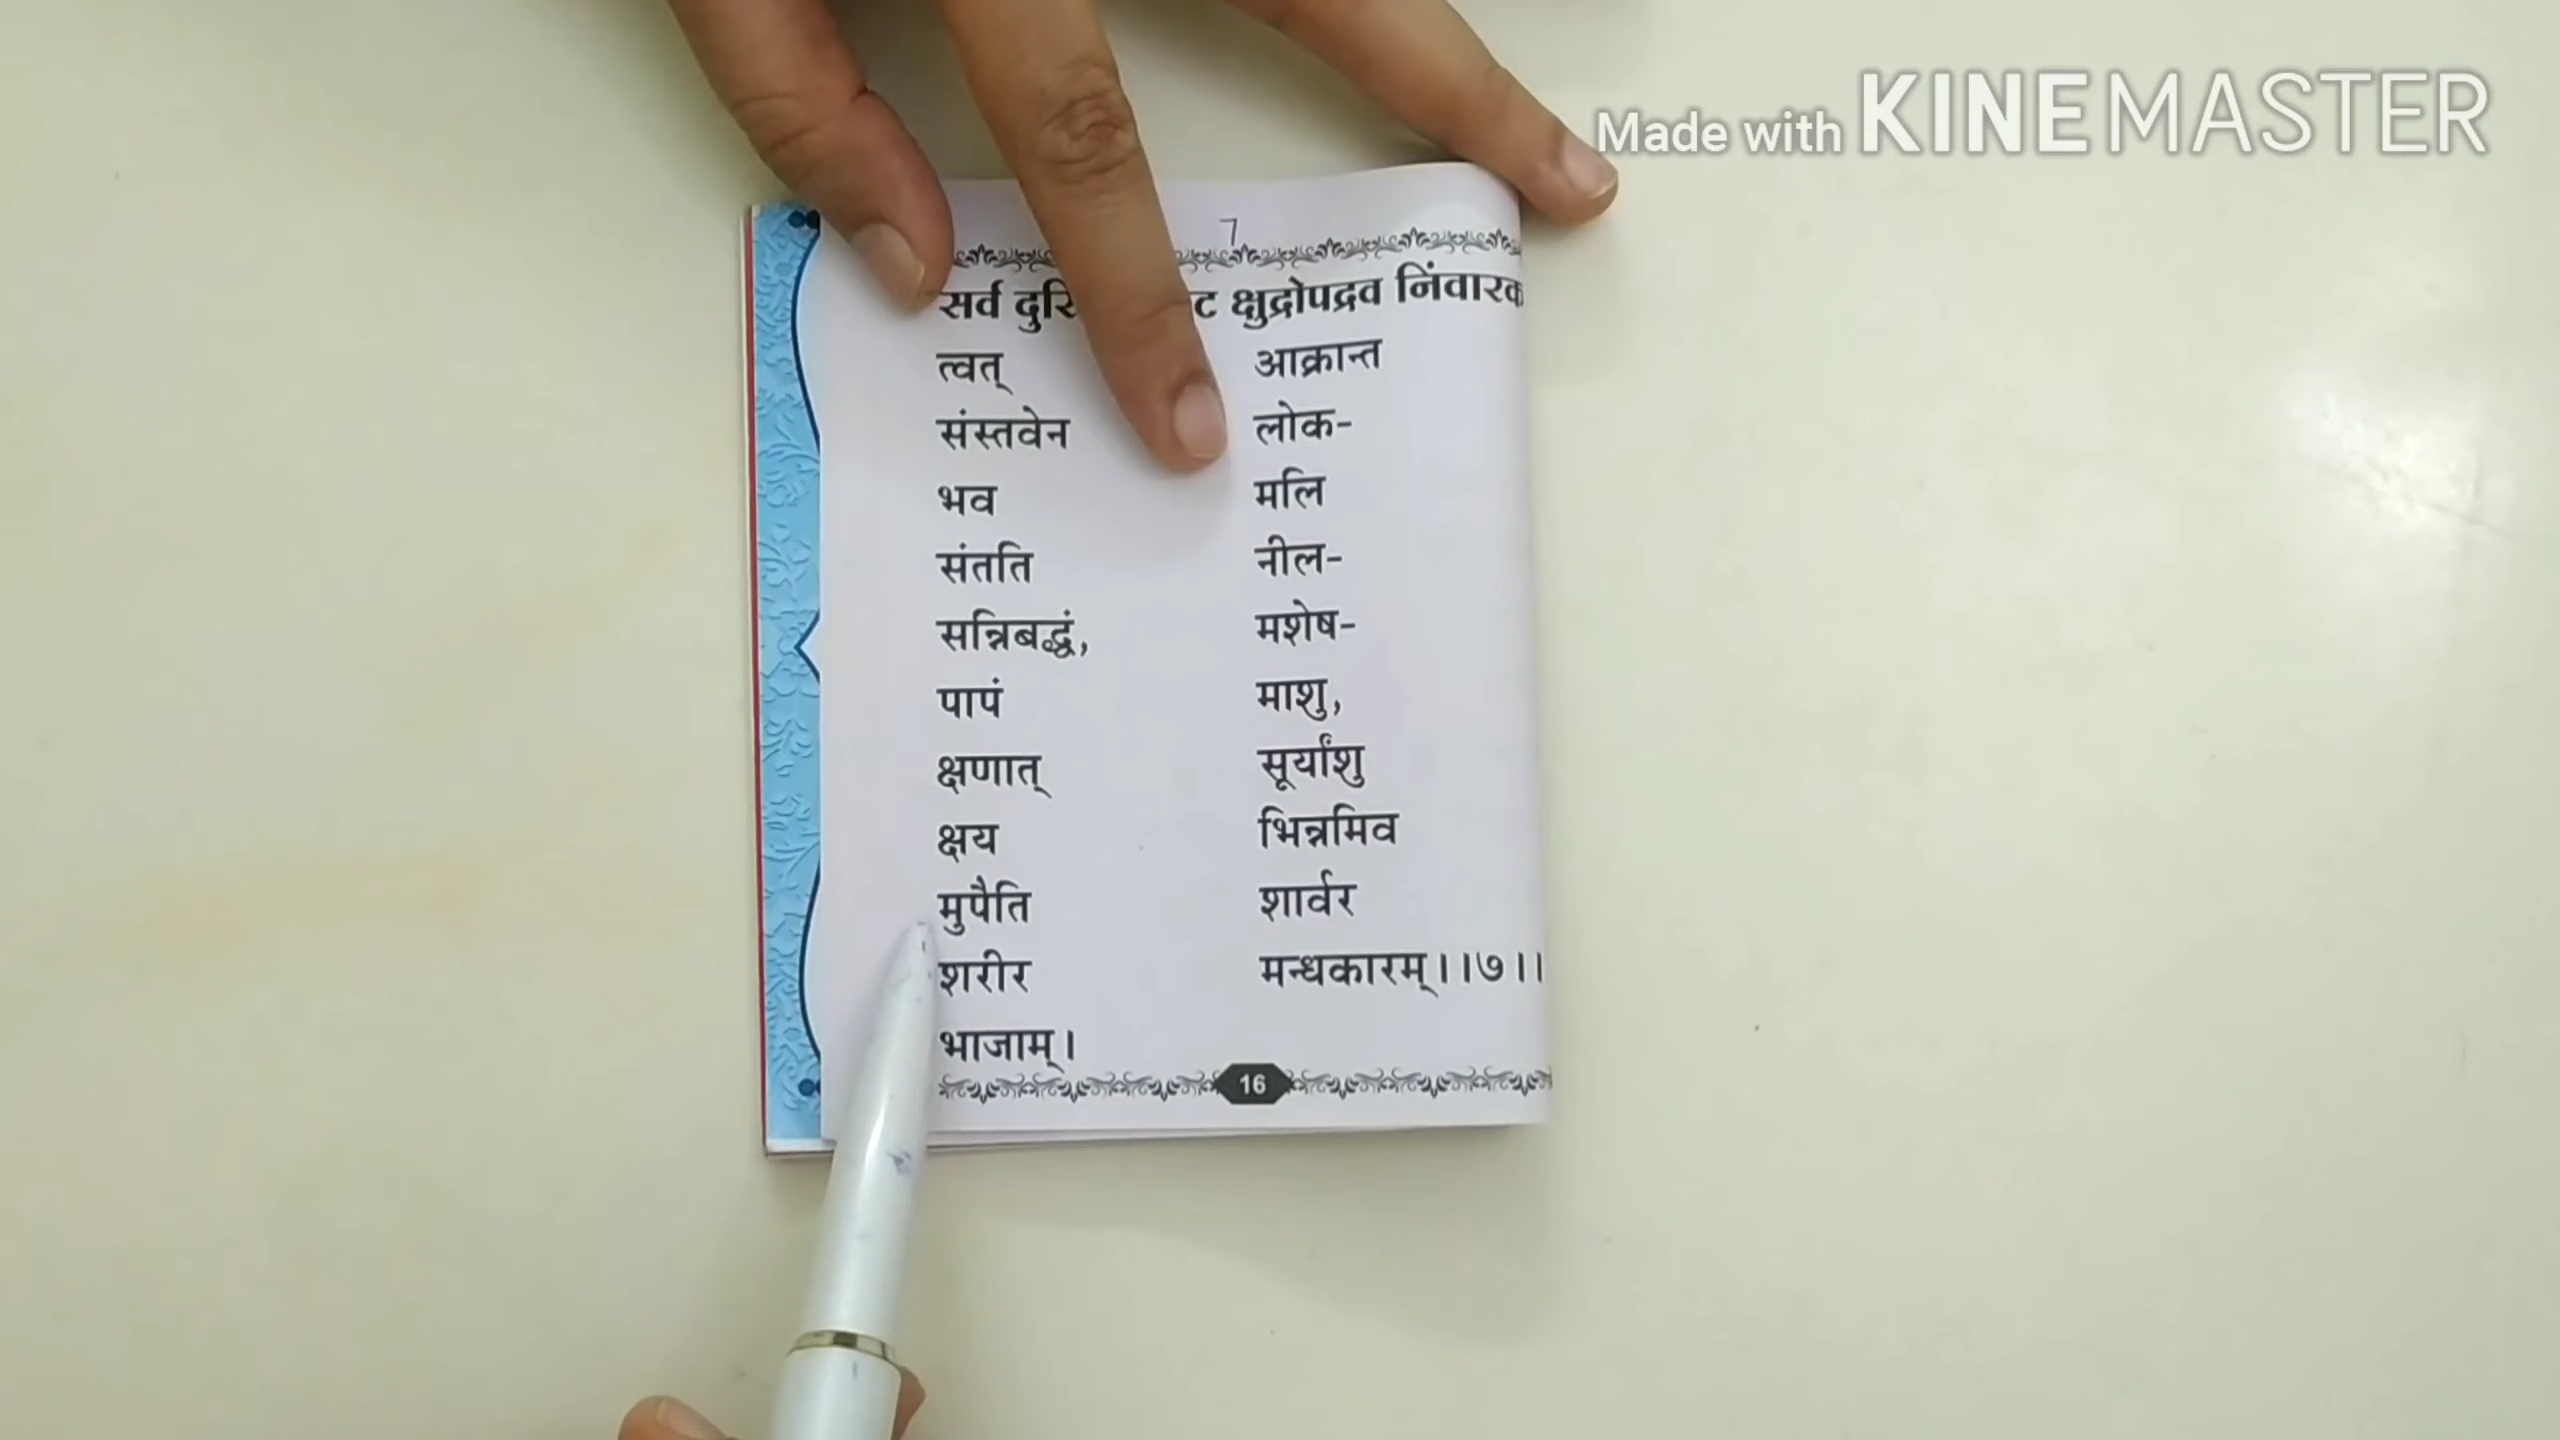 Made with KINEMASTER
7
सर्व क्षुद्रोपद्रव निंवारक
त्वत्
संस्तवेन
भव
संतति
सन्निबद्धं,
पापं
क्षणात्
क्षय
मुपैति
शरीर
भाजाम्।
आक्रान्त
लोक-
मलि
नील-
मशेष-
माशु,
सूर्यांशु
भिन्नमिव
शार्वर
मन्धकारम्।।७।।
16